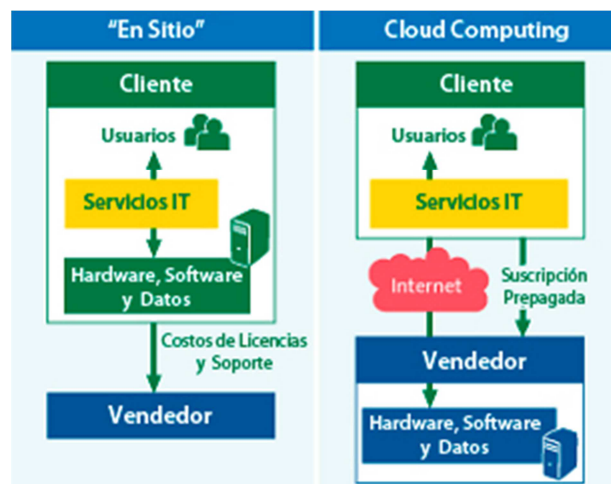 “En Sitio”
Cliente
Usuarios
Servicios IT
Hardware, Software
y Datos
Costos de Licencias
y Soporte
Vendedor
Cloud Computing
Cliente
Usuarios
Servicios IT
Internet
Suscripción
Prepagada
Vendedor
Hardware, Software
y Datos